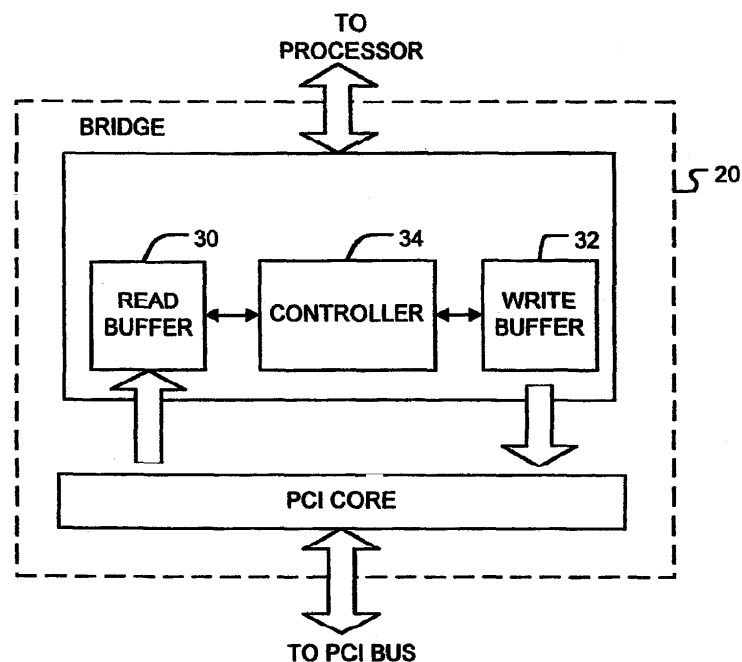 TO
PROCESSOR
BRIDGE
20
30
34
32
READ
BUFFER
CONTROLLER
WRITE
BUFFER
PCI CORE
TO PCI BUS